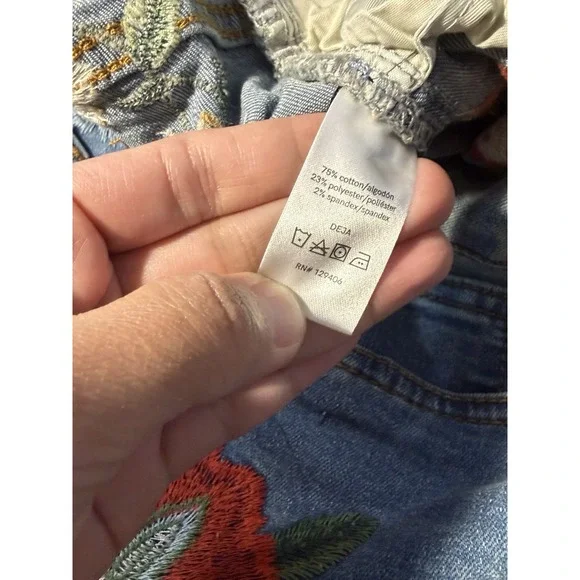 75% cotton/algodón
23% polyester/poliéster
2% spandex/spandex
DEJA
RN# 129406